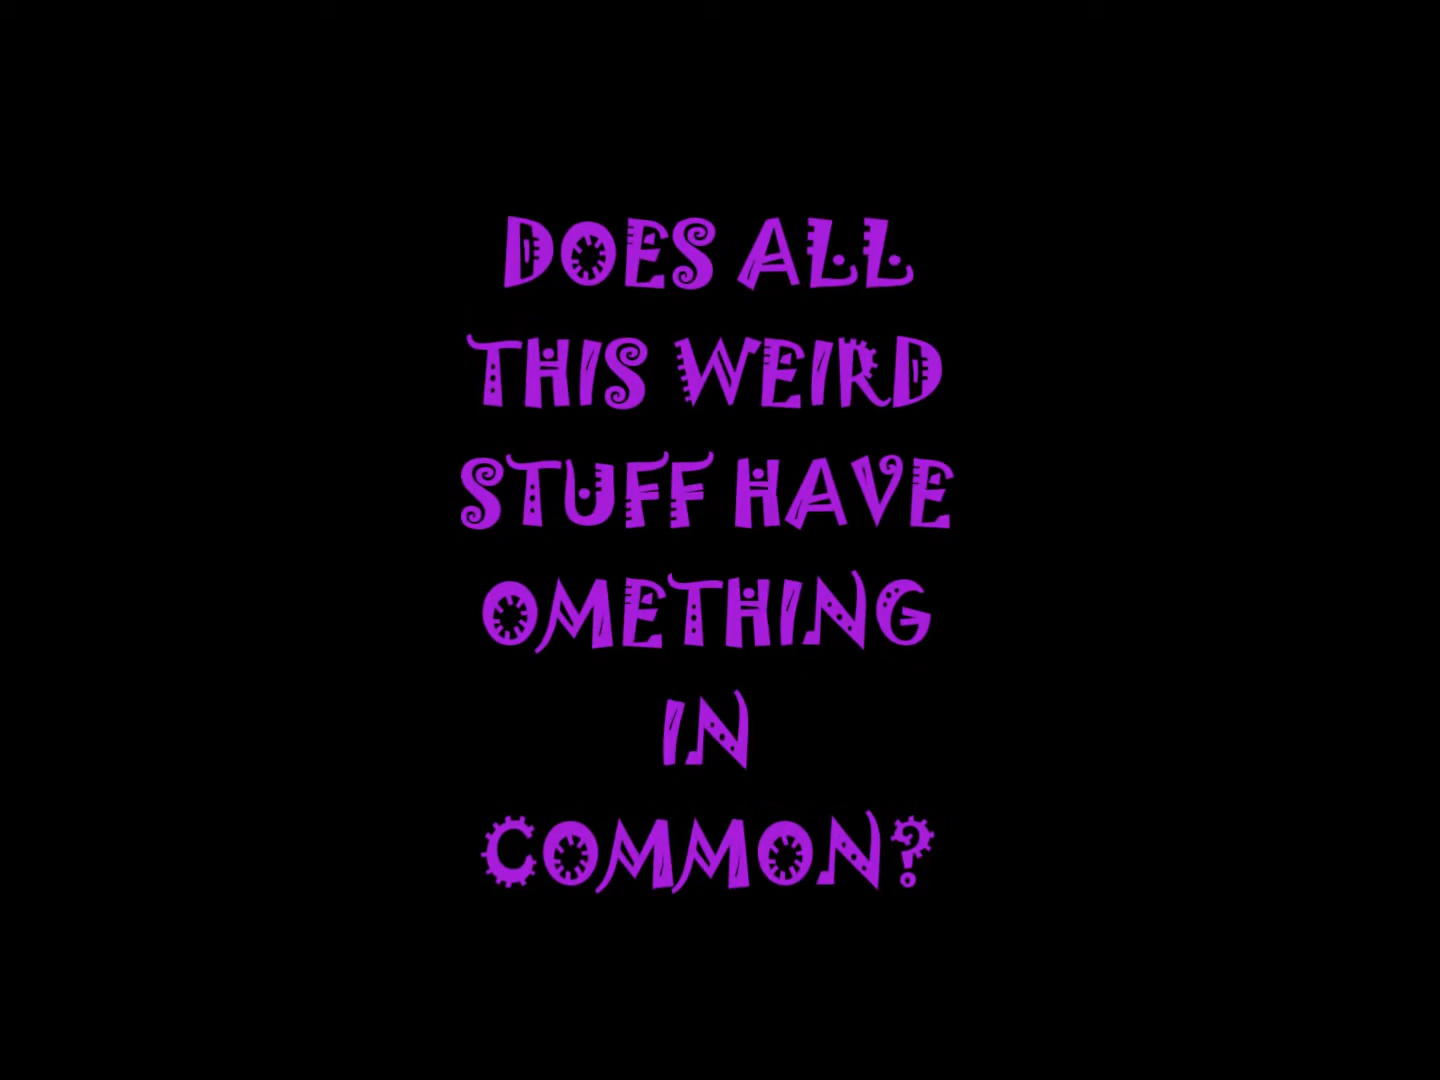 DOES ALL
THIS WEIRD
STUFF HAVE
OMETHING
IN
COMMON?